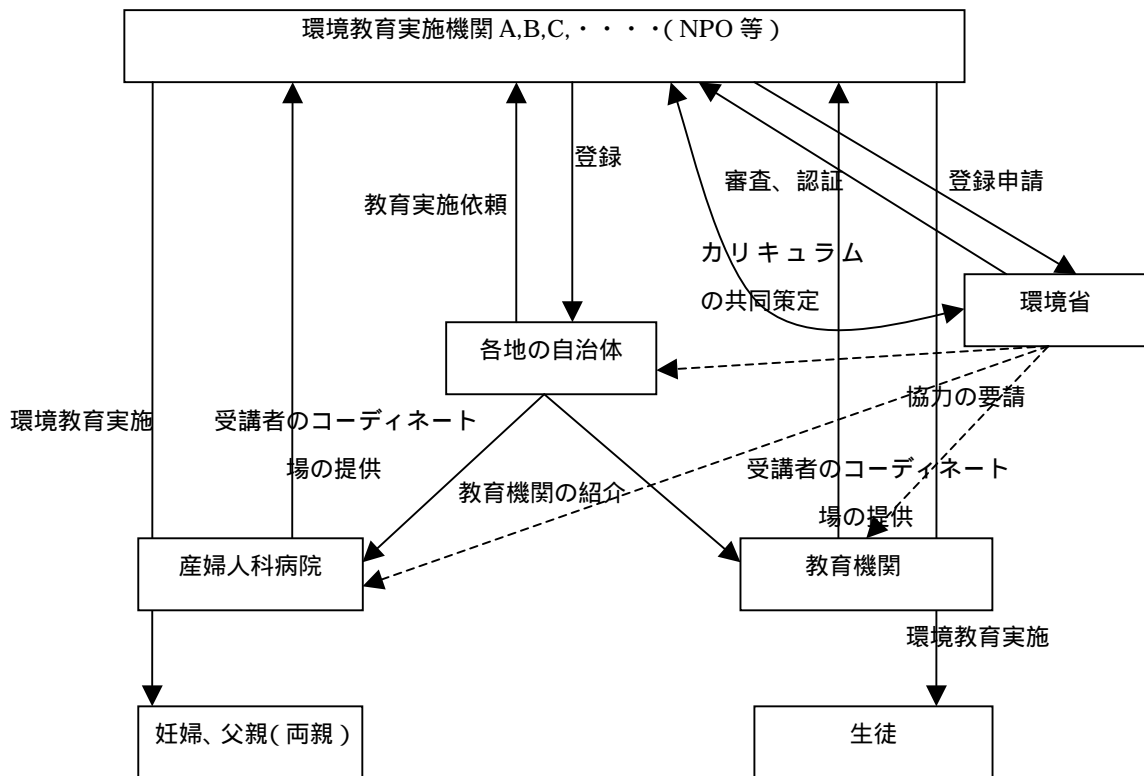 環境教育実施機関 A,B,C,・・・・( NPO 等 )
登録
審査、認証
登録申請
教育実施依頼
カリキュラム
の共同策定
環境省
各地の自治体
協力の要請
環境教育実施
受講者のコーディネート
場の提供
教育機関の紹介
受講者のコーディネート
場の提供
産婦人科病院
教育機関
環境教育実施
妊婦、父親( 両親 )
生徒